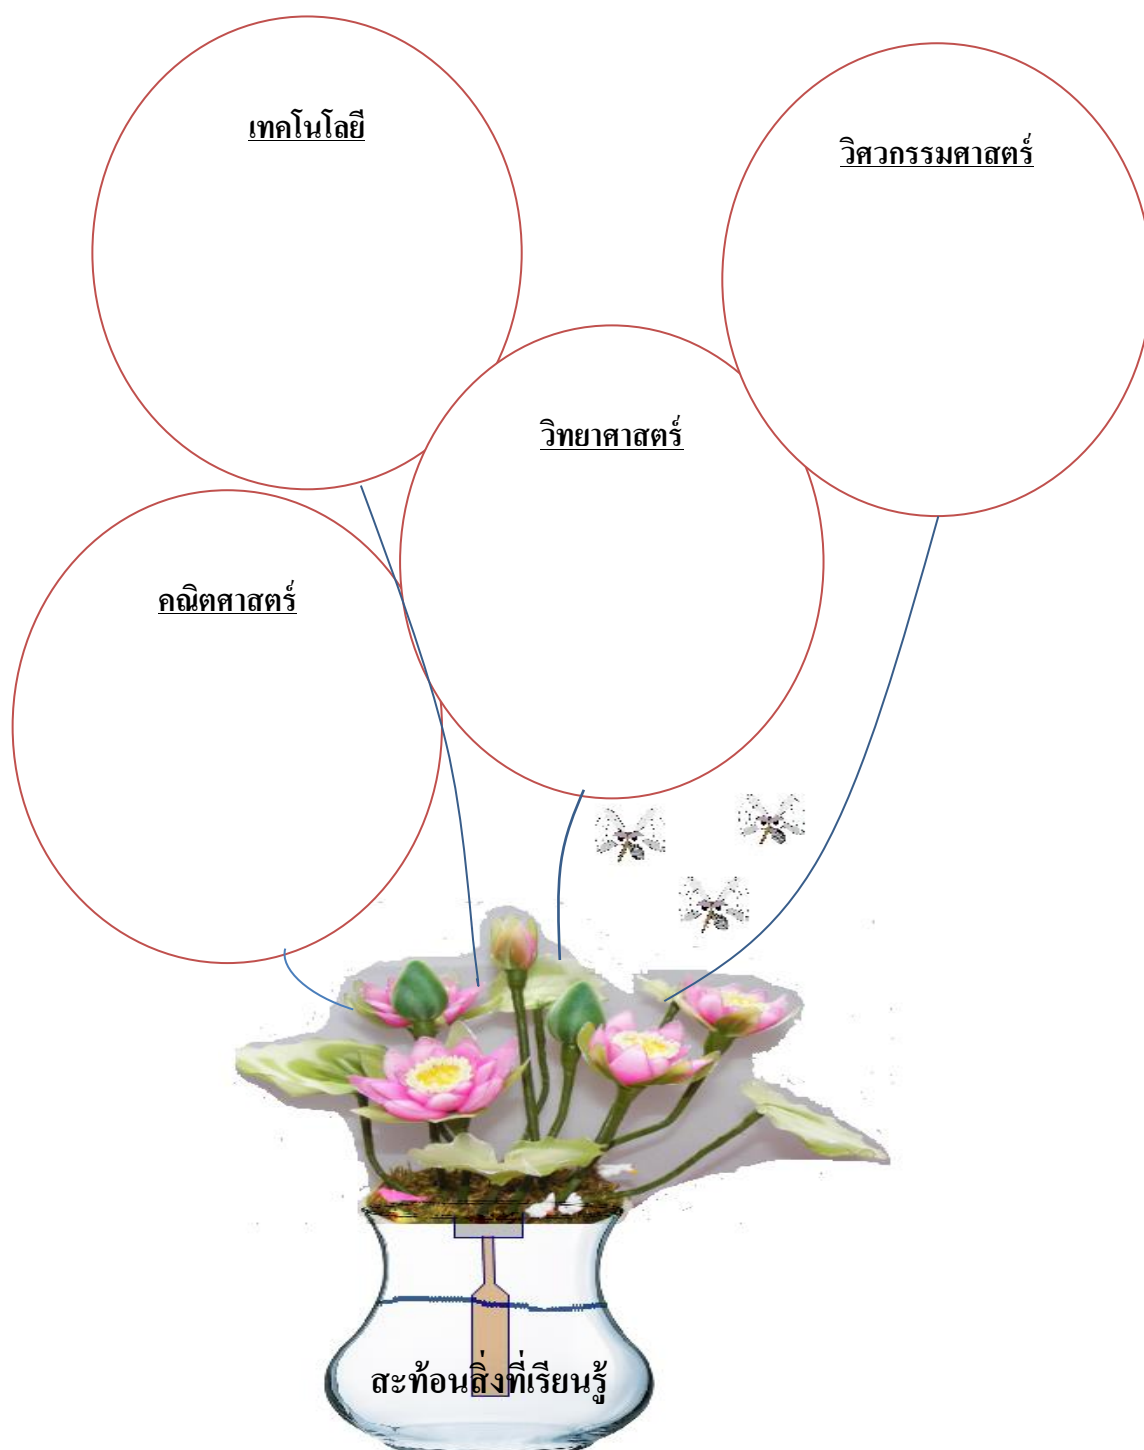 เทคโนโลยี
วิศวกรรมศาสตร์
วิทยาศาสตร์
คณิตศาสตร์
สะท้อนสิ่งที่เรียนรู้